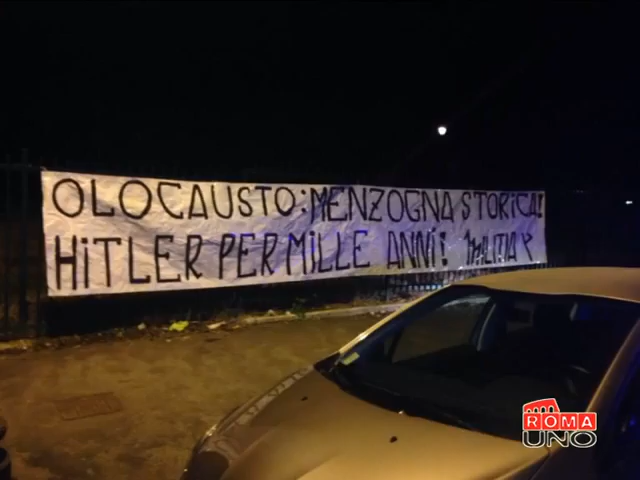 OLOCAUSTO: MENZOGNA STORICA!
HiTLER PER MILLE ANNi! MiLITIA
ROMA
UNO